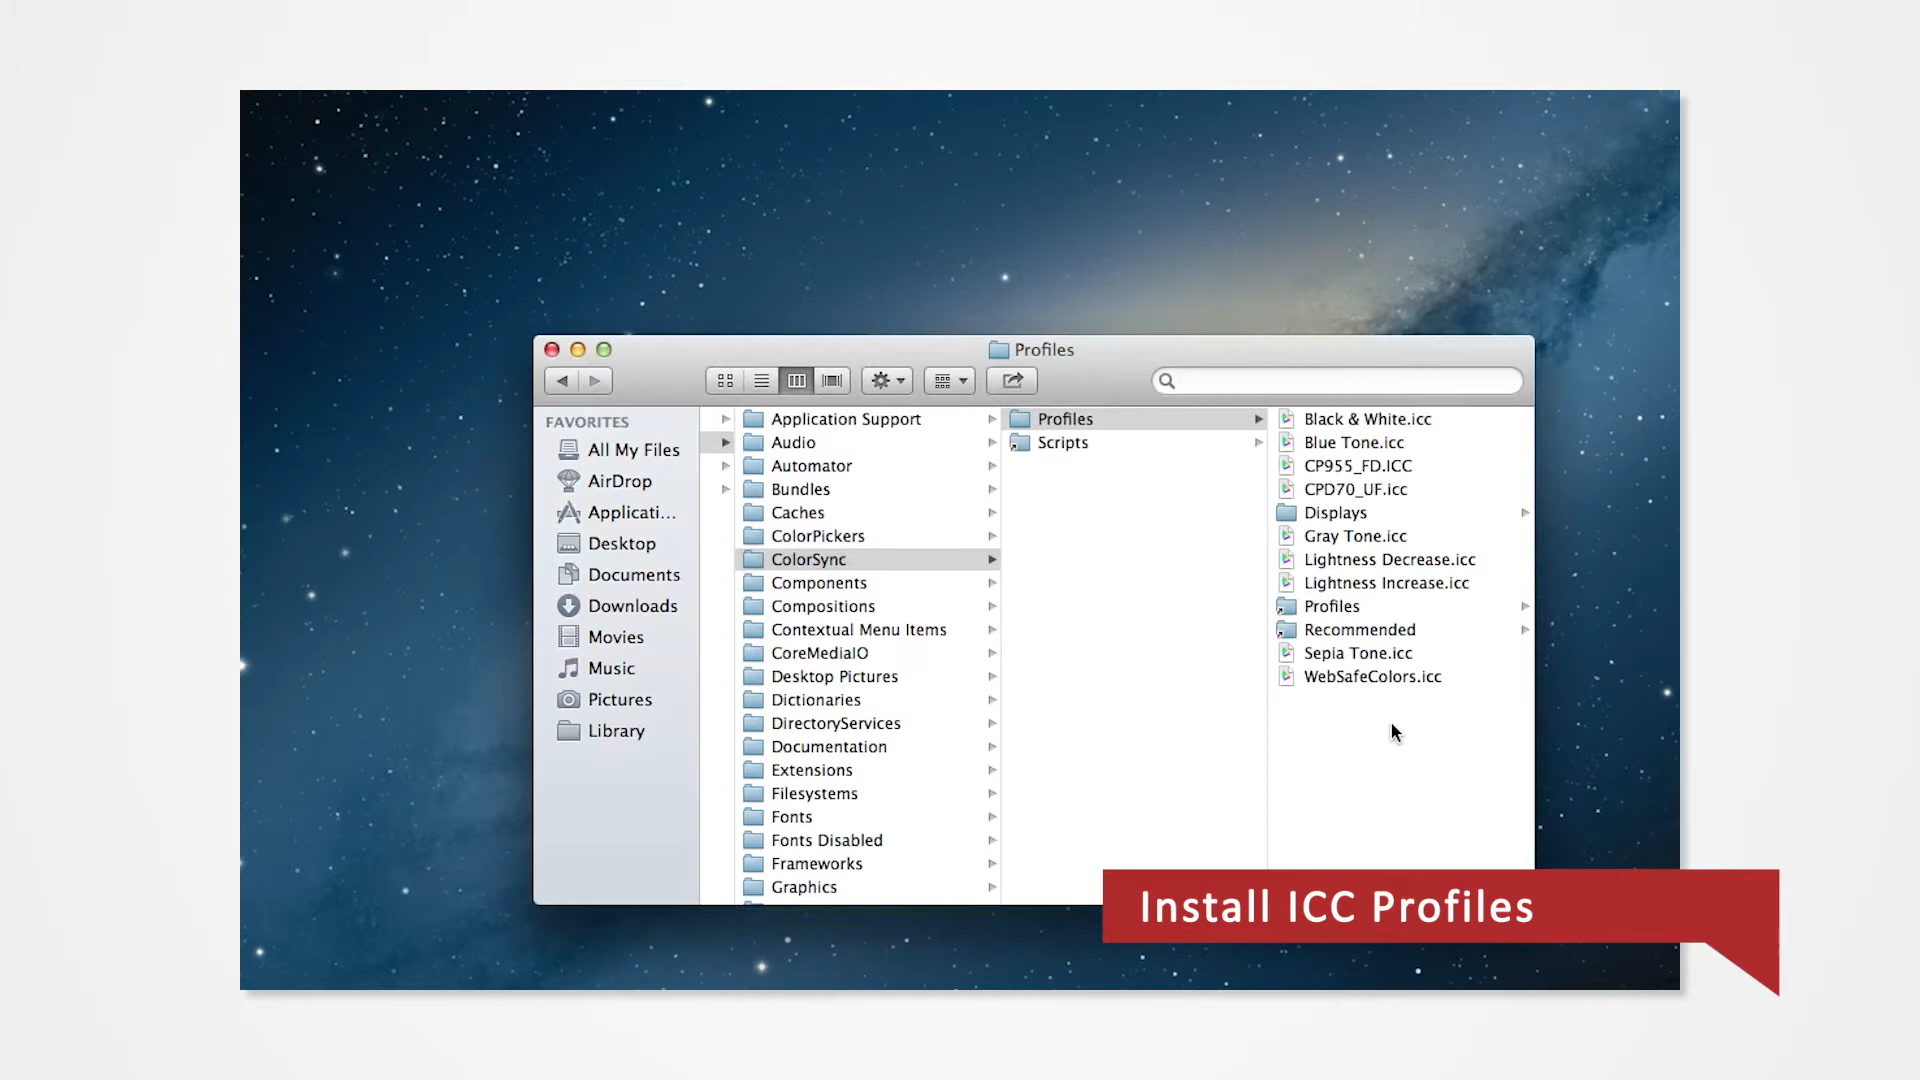 Profiles
FAVORITES
All My Files
AirDrop
Applicati...
Desktop
Documents
Downloads
Movies
Music
Pictures
Library
Application Support
Audio
Automator
Bundles
Caches
ColorPickers
ColorSync
Components
Compositions
Contextual Menu Items
CoreMediaIO
Desktop Pictures
Dictionaries
DirectoryServices
Documentation
Extensions
Filesystems
Fonts
Fonts Disabled
Frameworks
Graphics
Profiles
Scripts
Black & White.icc
Blue Tone.icc
CP955_FD.ICC
CPD70_UF.icc
Displays
Gray Tone.icc
Lightness Decrease.icc
Lightness Increase.icc
Profiles
Recommended
Sepia Tone.icc
WebSafeColors.icc
Install ICC Profiles